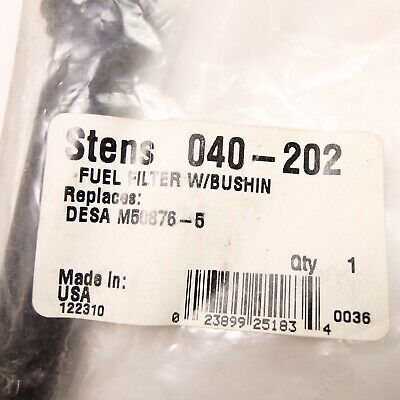 Stens 040-202
FUEL FILTER W/BUSHIN
Replaces:
DESA M50876-5
Qty 1
Made In:
USA
122310
0 23899 25183 4
0036